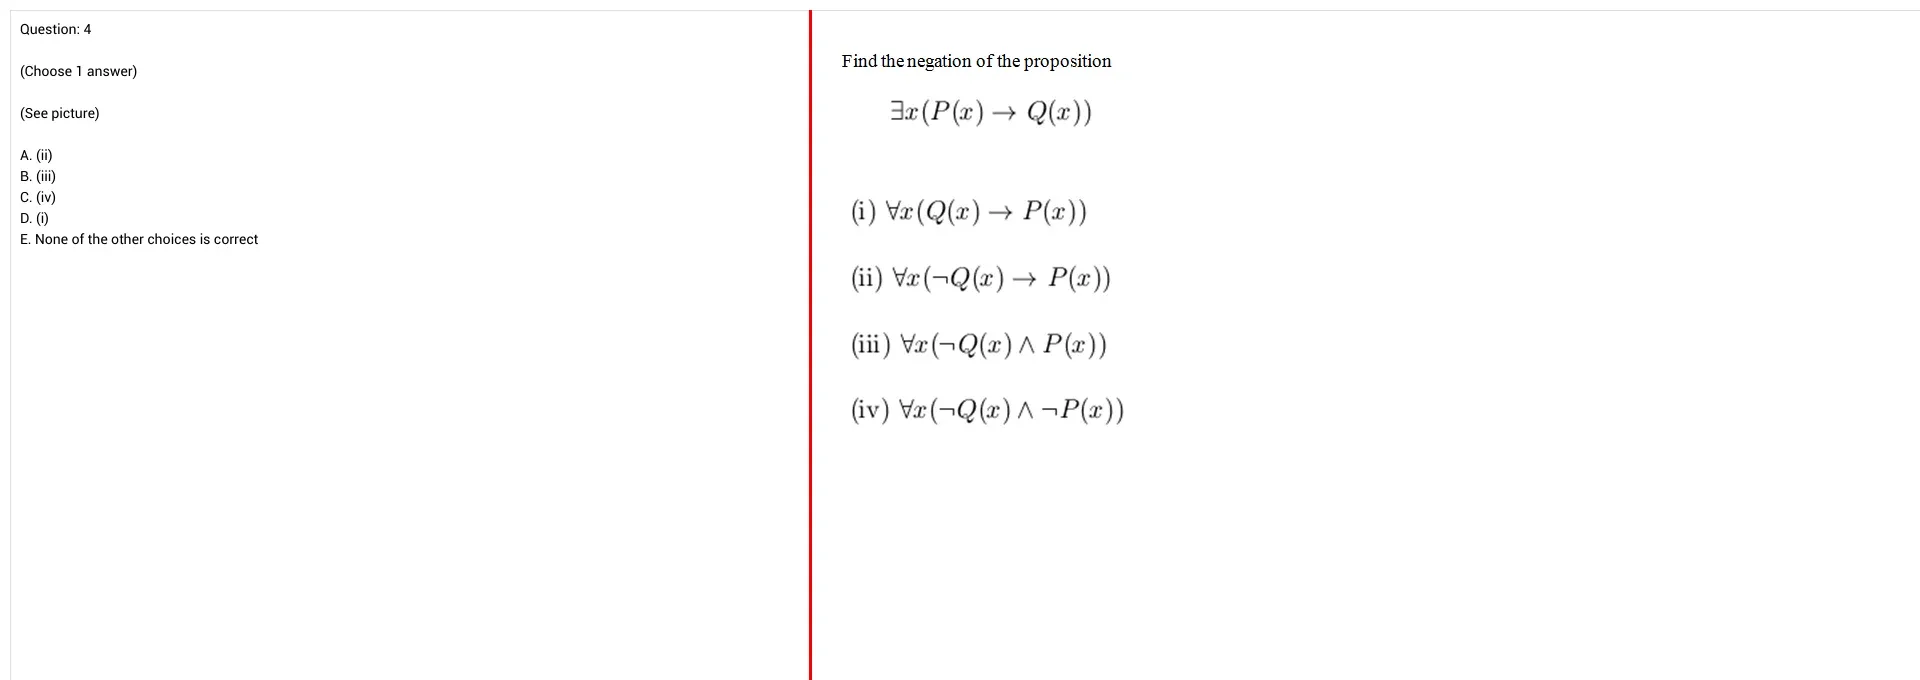 Question: 4
(Choose 1 answer)
(See picture)
A. (ii)
B. (iii)
C. (iv)
D. (i)
E. None of the other choices is correct
Find the negation of the proposition
∃x(P(x) → Q(x))
(i) ∀x(Q(x) → P(x))
(ii) ∀x(¬Q(x) → P(x))
(iii) ∀x(¬Q(x) ∧ P(x))
(iv) ∀x(¬Q(x) ∧ ¬P(x))